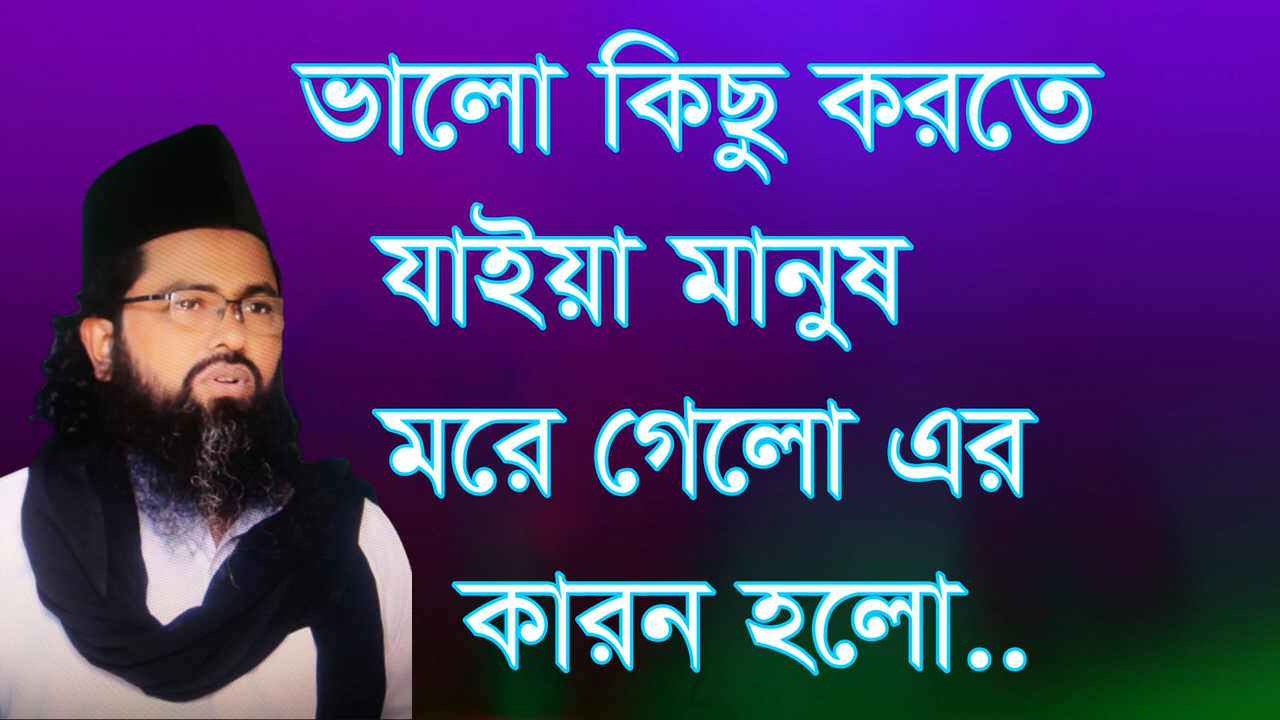 ভালো কিছু করতে
যাইয়া মানুষ
মরে গেলো এর
কারন হলো..